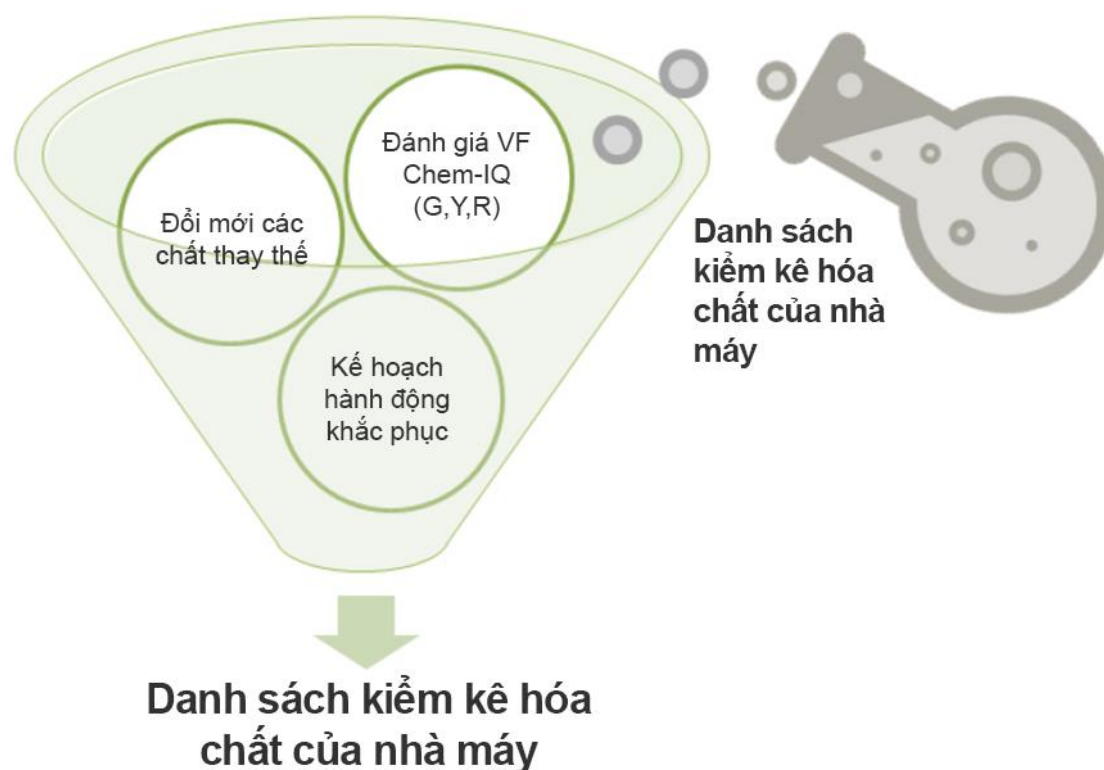 Đánh giá VF
Chem-IQ
(G,Y,R)
Đổi mới các
chất thay thế
Kế hoạch
hành động
khắc phục
Danh sách
kiểm kê hóa
chất của nhà
máy
Danh sách kiểm kê hóa
chất của nhà máy